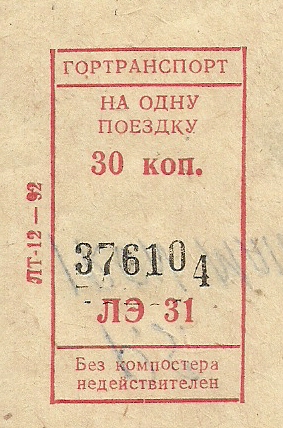 ГОРТРАНСПОРТ
НА ОДНУ
ПОЕЗДКУ
30 коп.
ЛТ-12 — 92
376104
ЛЭ 31
Без компостера
недействителен